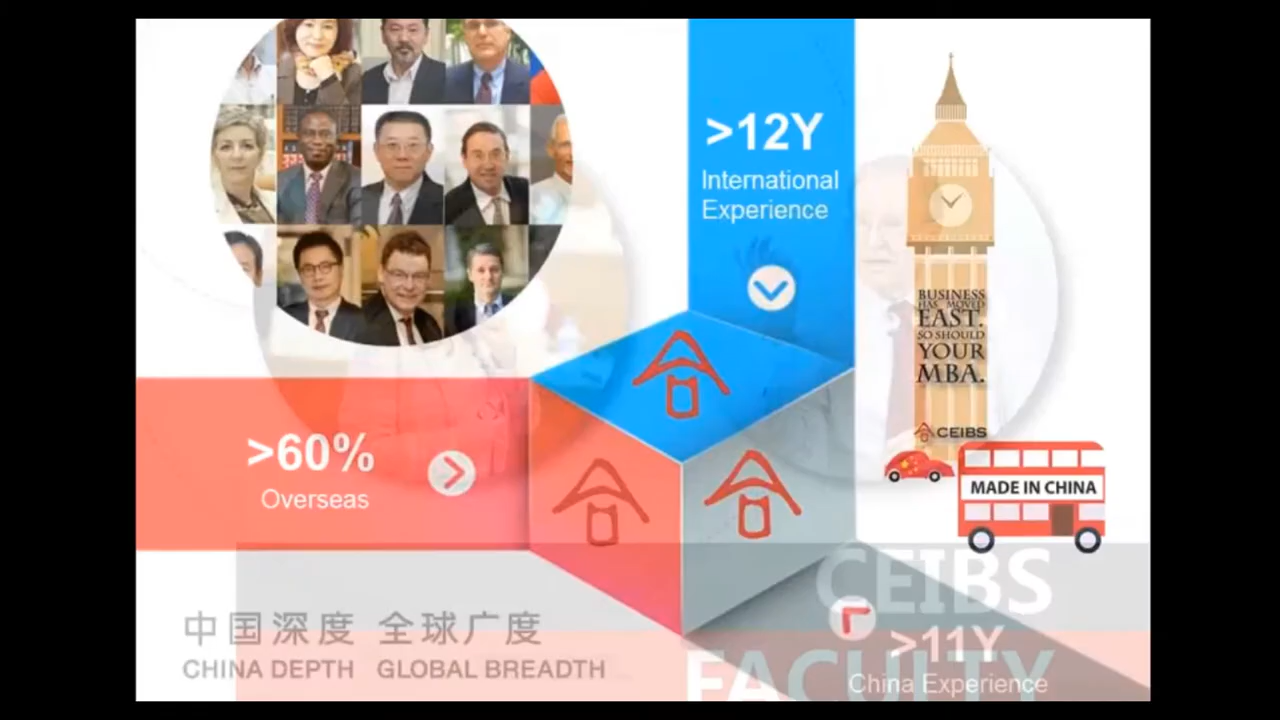 >12Y
International
Experience
BUSINESS
HAS MOVED
EAST.
SO SHOULD
YOUR
MBA.
CEIBS
MADE IN CHINA
>60%
Overseas
中国深度 全球广度
CHINA DEPTH GLOBAL BREADTH
CEIBS
FACULTY
>11Y
China Experience